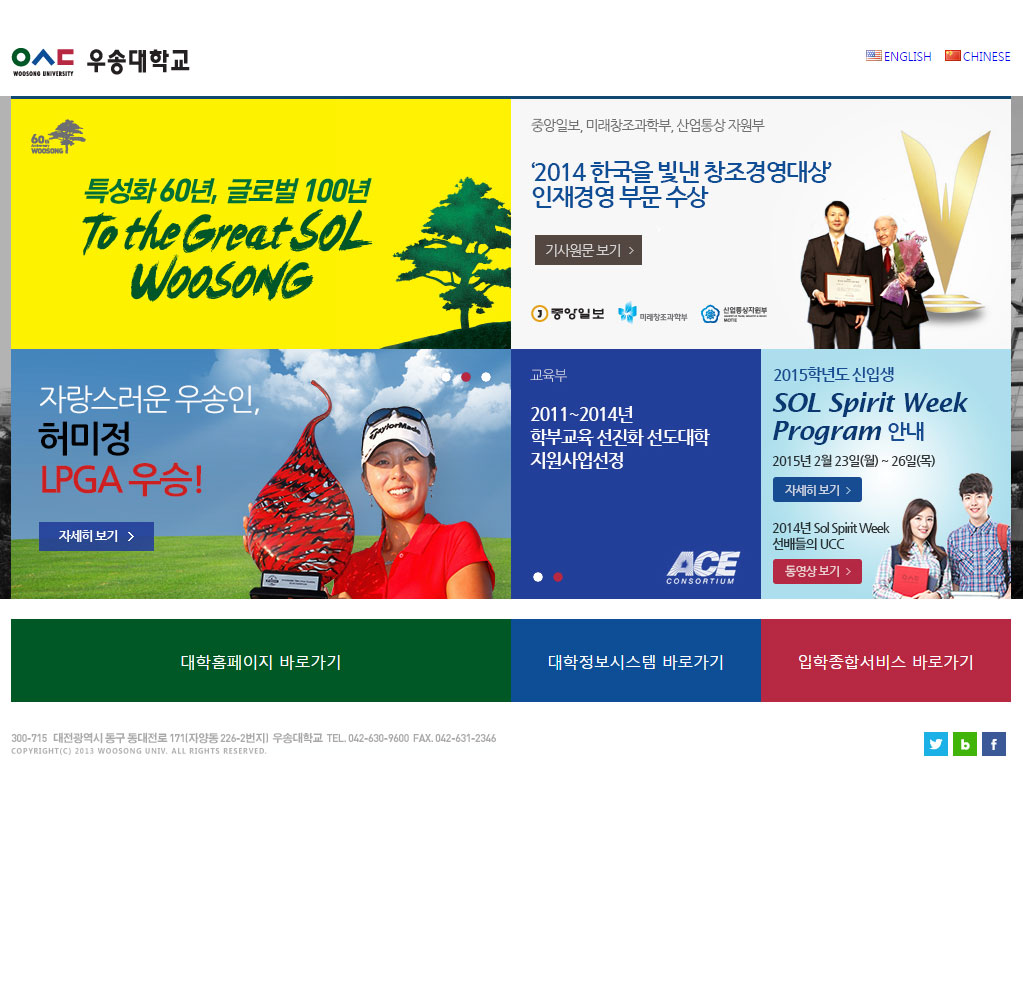 WOOSONG UNIVERSITY
우송대학교
ENGLISH
CHINESE
60th
Anniversary
WOOSONG
특성화 60년, 글로벌 100년
To the Great SOL
WOOSONG
중앙일보, 미래창조과학부, 산업통상 자원부
‘2014 한국을 빛낸 창조경영대상’
인재경영 부문 수상
기사원문 보기
중앙일보
미래창조과학부
산업통상자원부
MOTIE
자랑스러운 우송인,
허미정
LPGA 우승!
자세히 보기
TaylorMade
교육부
2011~2014년
학부교육 선진화 선도대학
지원사업선정
ACE
CONSORTIUM
2015학년도 신입생
SOL Spirit Week
Program 안내
2015년 2월 23일(월) ~ 26일(목)
자세히 보기
2014년 Sol Spirit Week
선배들의 UCC
동영상 보기
대학홈페이지 바로가기
대학정보시스템 바로가기
입학종합서비스 바로가기
300-715 대전광역시 동구 동대전로 171(자양동 226-2번지) 우송대학교 TEL. 042-630-9600 FAX. 042-631-2346
COPYRIGHT(C) 2013 WOOSONG UNIV. ALL RIGHTS RESERVED.